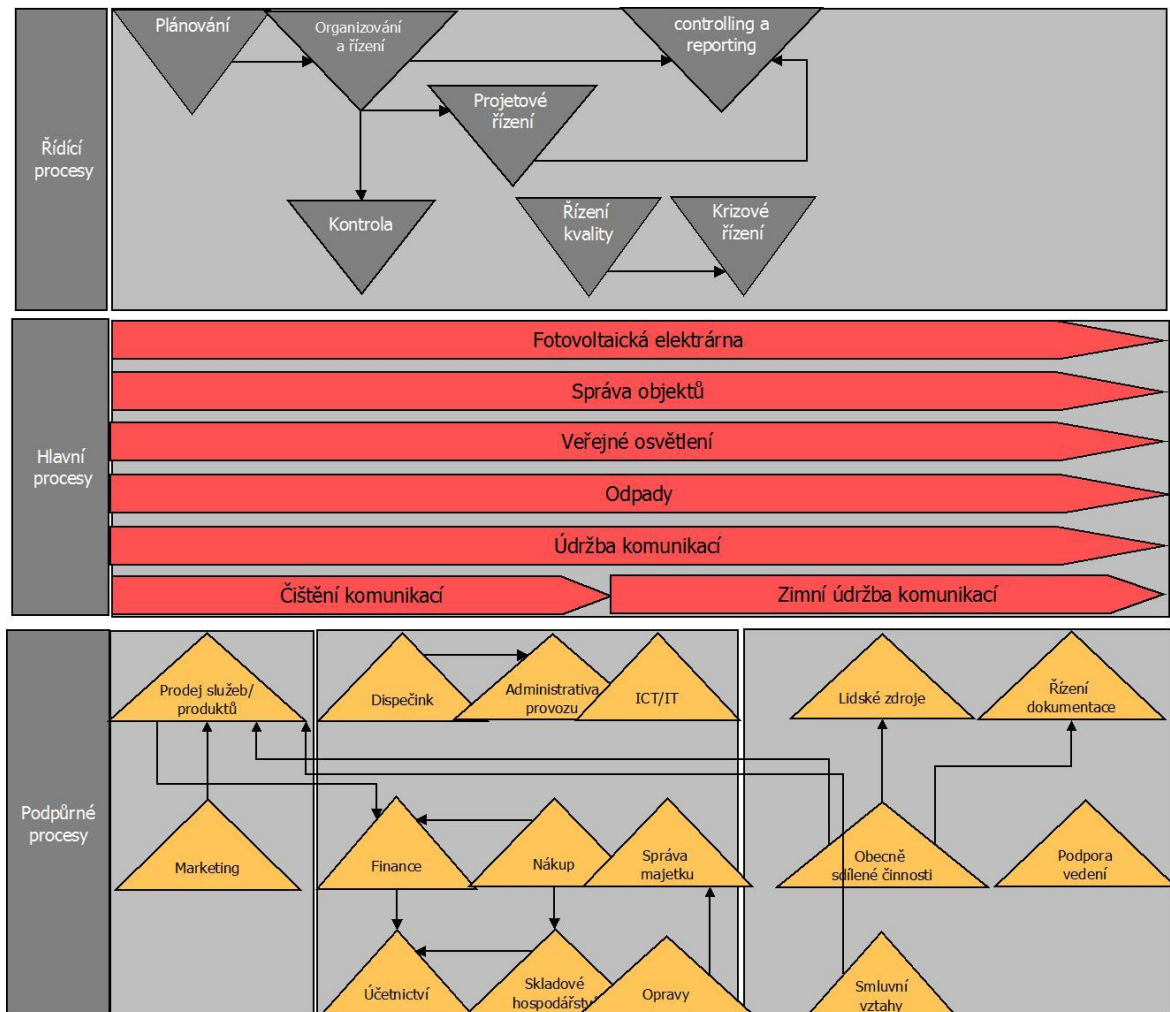 Plánování
Organizování
a řízení
controlling a
reporting
Projetové
řízení
Řídící
procesy
Kontrola
Řízení
kvality
Krizové
řízení
Fotovoltaická elektrárna
Správa objektů
Veřejné osvětlení
Hlavní
procesy
Odpady
Údržba komunikací
Čištění komunikací
Zimní údržba komunikací
Prodej služeb/
produktů
Dispečink
Administrativa
provozu
ICT/IT
Lidské zdroje
Řízení
dokumentace
Podpůrné
procesy
Marketing
Finance
Nákup
Správa
majetku
Obecně
sdílené činnosti
Podpora
vedení
Účetnictví
Skladové
hospodářství
Opravy
Smluvní
vztahy